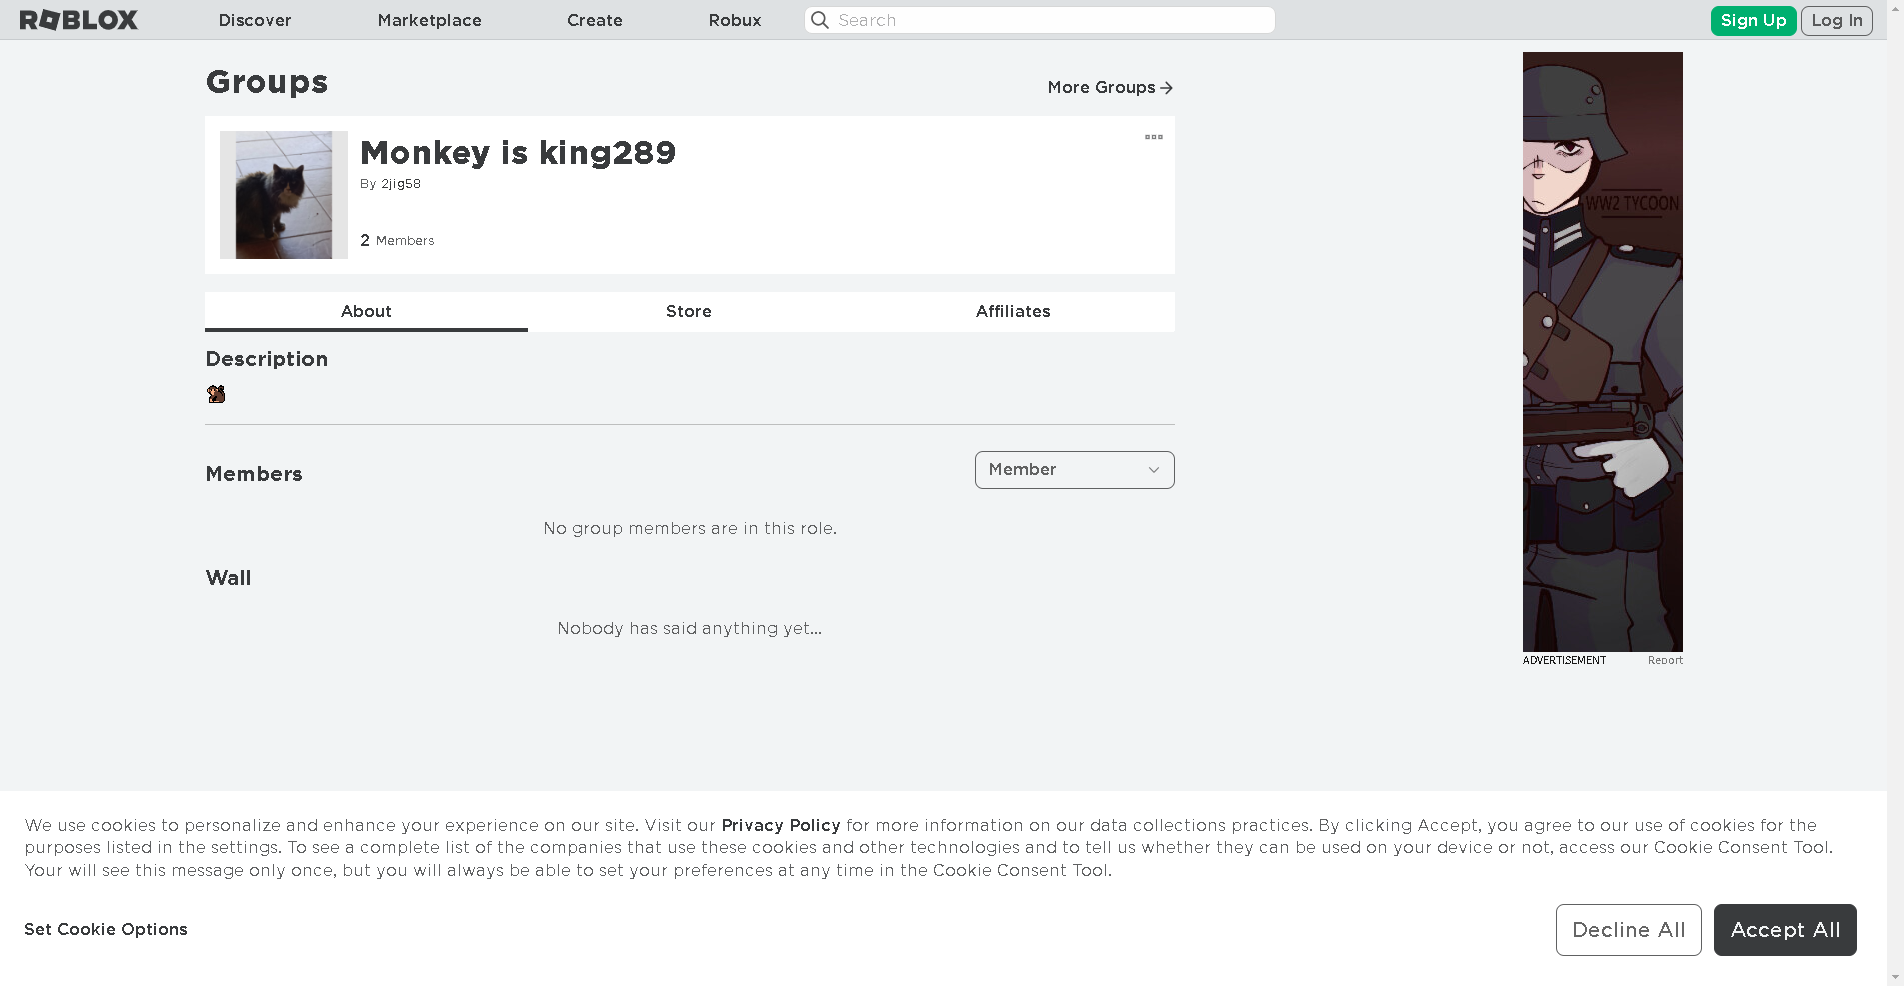 ROBLOX
Discover
Marketplace
Create
Robux
Search
Sign Up
Log In
Groups
More Groups
Monkey is king289
By 2jig58
2 Members
About
Store
Affiliates
Description
Members
Member
No group members are in this role.
Wall
Nobody has said anything yet...
WW2 TYCOON
ADVERTISEMENT
Report
We use cookies to personalize and enhance your experience on our site. Visit our Privacy Policy for more information on our data collections practices. By clicking Accept, you agree to our use of cookies for the
purposes listed in the settings. To see a complete list of the companies that use these cookies and other technologies and to tell us whether they can be used on your device or not, access our Cookie Consent Tool.
Your will see this message only once, but you will always be able to set your preferences at any time in the Cookie Consent Tool.
Set Cookie Options
Decline All
Accept All